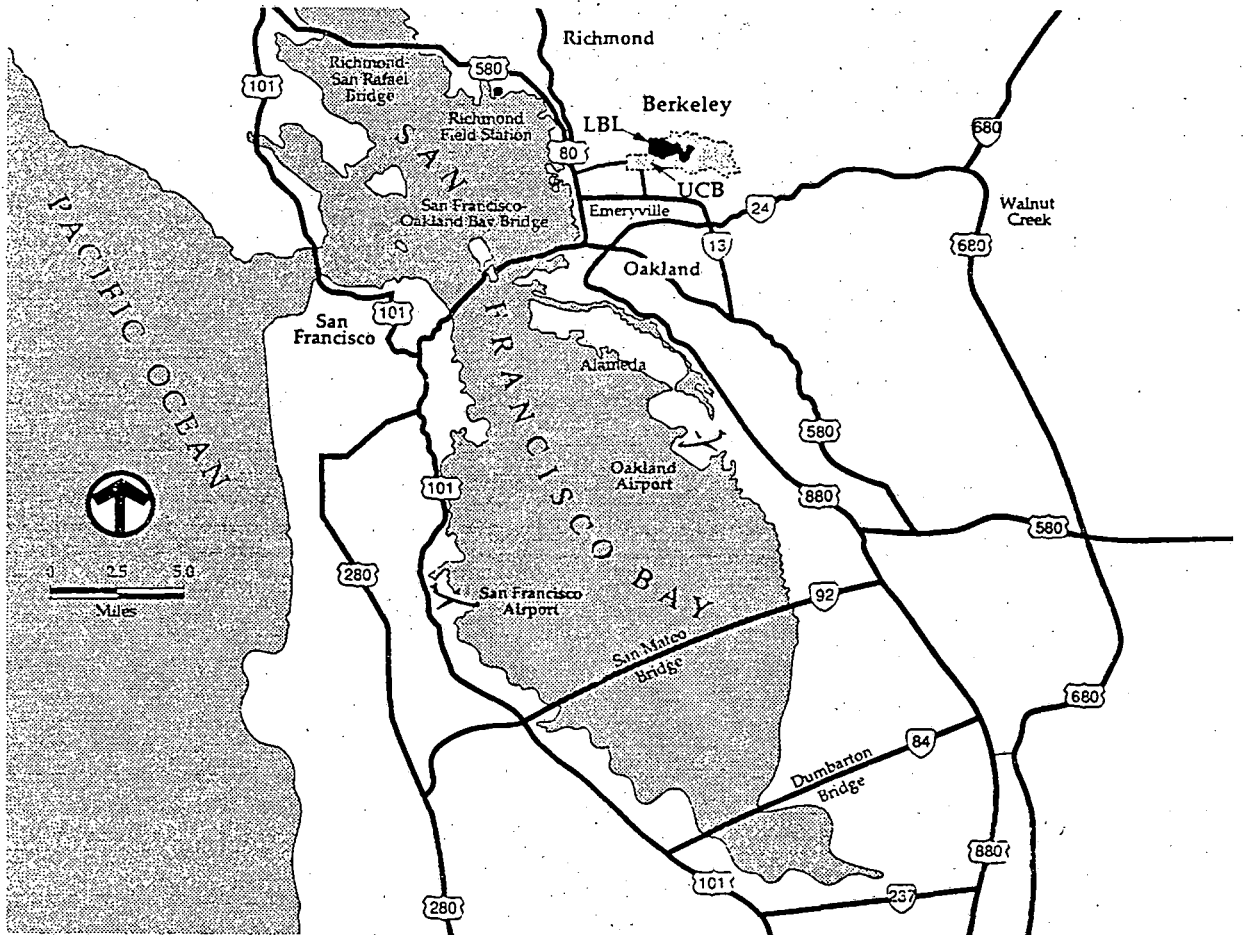 Richmond
580
Richmond-
San Rafael
Bridge
101
Richmond
Field Station
Berkeley
LBL
80
UCB
680
SAN FRANCISCO BAY
San Francisco-
Oakland Bay Bridge
Emeryville
24
13
Walnut
Creek
680
Oakland
PACIFIC OCEAN
101
San
Francisco
Alameda
580
Oakland
Airport
101
880
580
0 2.5 5.0
Miles
280
San Francisco
Airport
92
San Mateo
Bridge
680
84
Dumbarton
Bridge
880
101
237
280